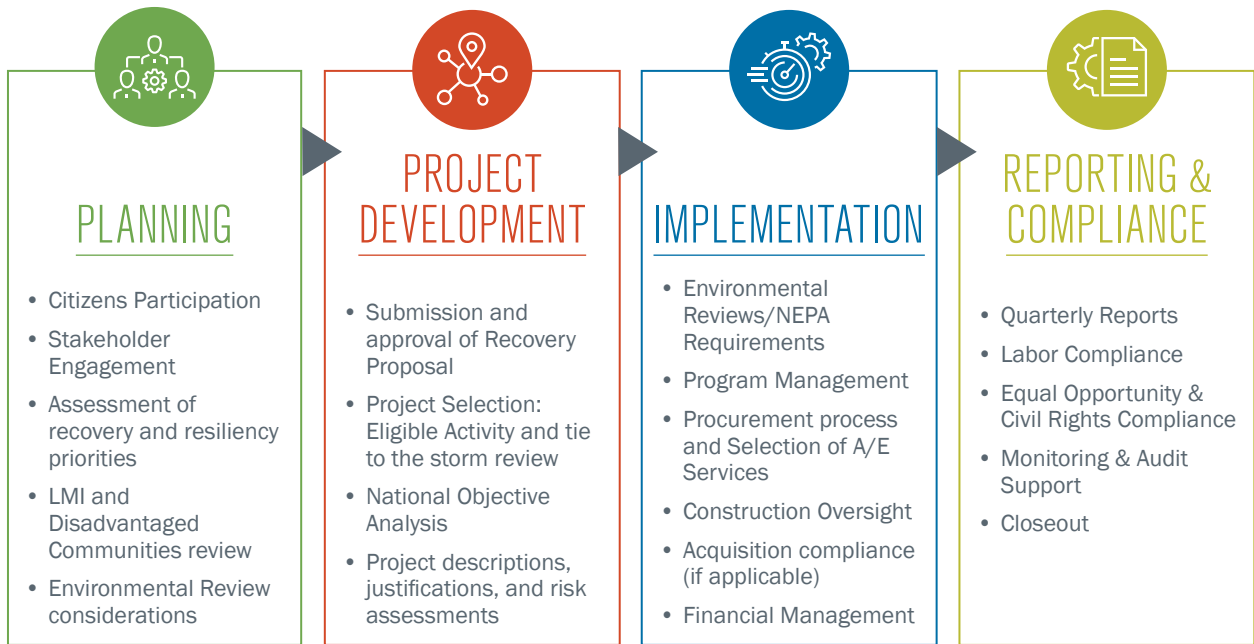 PLANNING
• Citizens Participation
• Stakeholder
Engagement
• Assessment of
recovery and resiliency
priorities
• LMI and
Disadvantaged
Communities review
• Environmental Review
considerations
PROJECT
DEVELOPMENT
• Submission and
approval of Recovery
Proposal
• Project Selection:
Eligible Activity and tie
to the storm review
• National Objective
Analysis
• Project descriptions,
justifications, and risk
assessments
IMPLEMENTATION
• Environmental
Reviews/NEPA
Requirements
• Program Management
• Procurement process
and Selection of A/E
Services
• Construction Oversight
• Acquisition compliance
(if applicable)
• Financial Management
REPORTING &
COMPLIANCE
• Quarterly Reports
• Labor Compliance
• Equal Opportunity &
Civil Rights Compliance
• Monitoring & Audit
Support
• Closeout